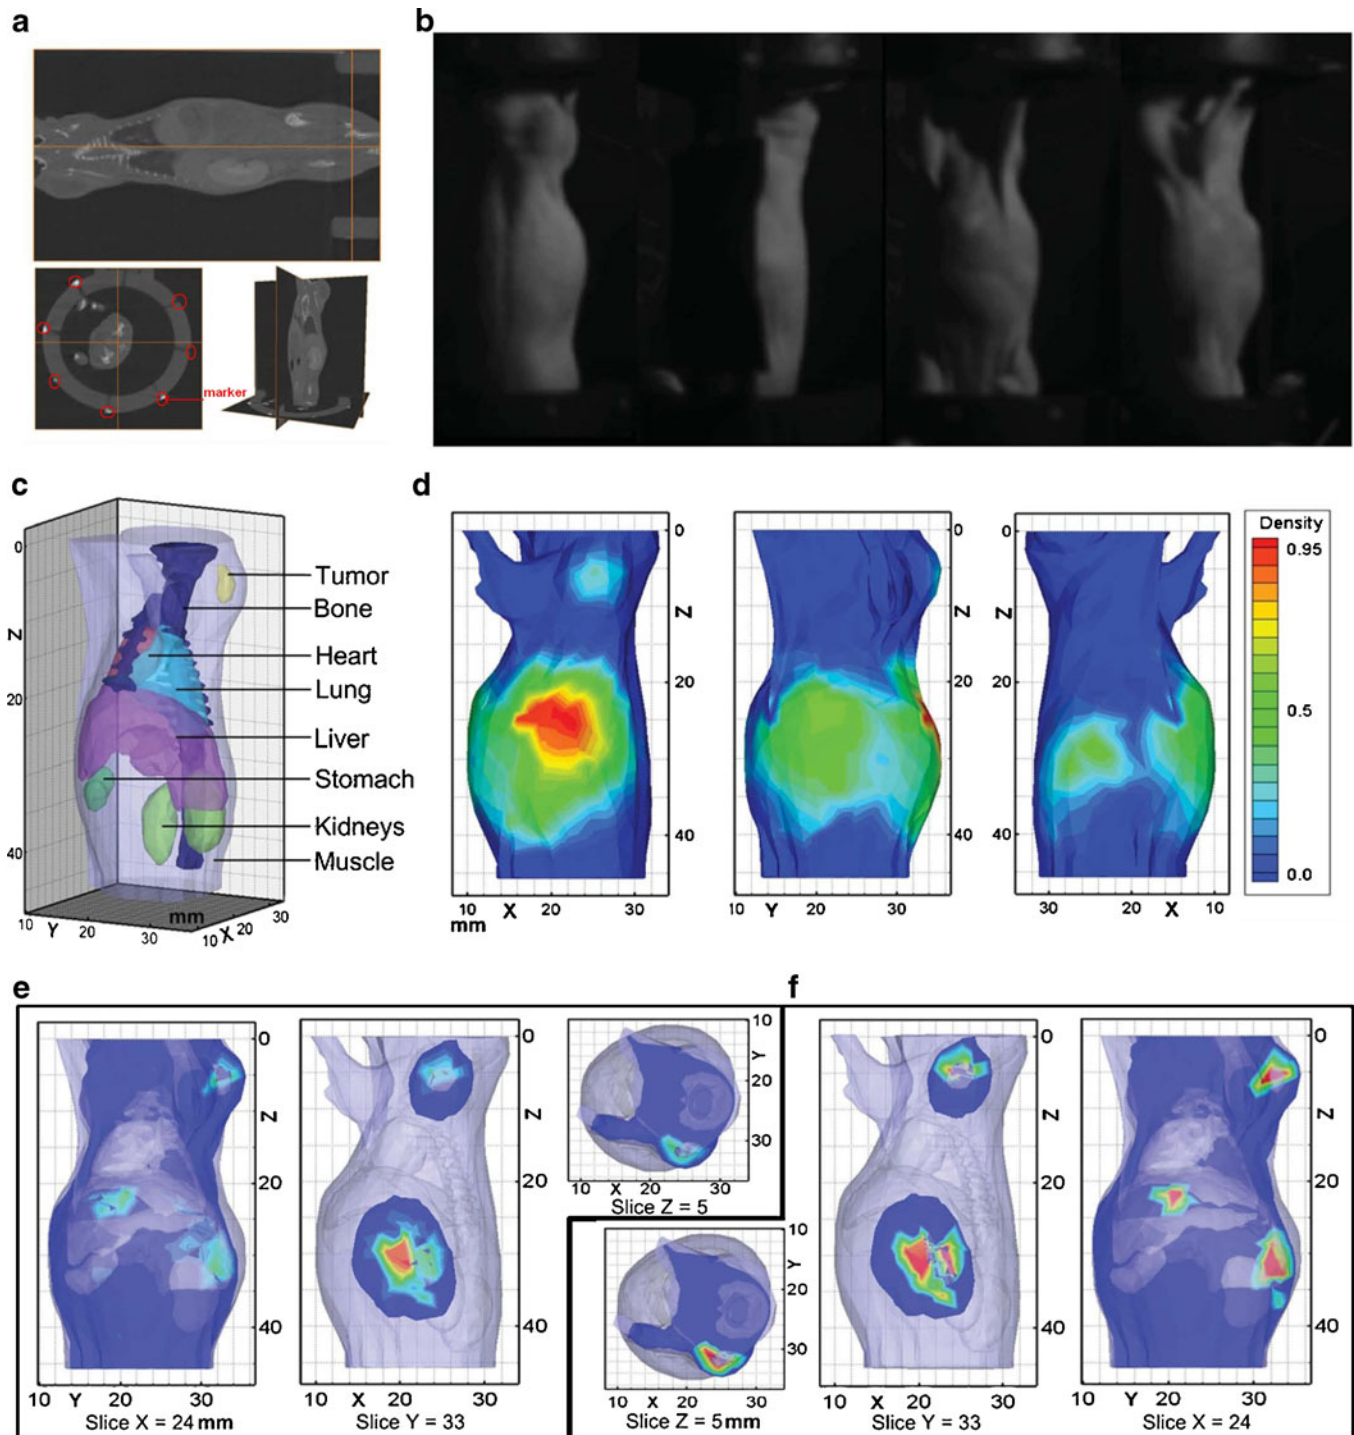 a
b
marker
c
0
Z
20
40
10
Y
20
30
mm
10
X
20
30
Tumor
Bone
Heart
Lung
Liver
Stomach
Kidneys
Muscle
d
0
Z
20
40
10
mm
X
20
30
0
Z
20
40
10
Y
20
30
0
Z
20
40
30
20
X
10
Density
0.95
0.5
0.0
e
0
Z
20
40
10
Y
20
30
Slice X = 24 mm
0
Z
20
40
10
X
20
30
Slice Y = 33
10
Y
20
30
10
X
20
30
Slice Z = 5
f
10
Y
20
30
10
X
20
30
Slice Z = 5 mm
0
Z
20
40
10
X
20
30
Slice Y = 33
0
Z
20
40
10
Y
20
30
Slice X = 24